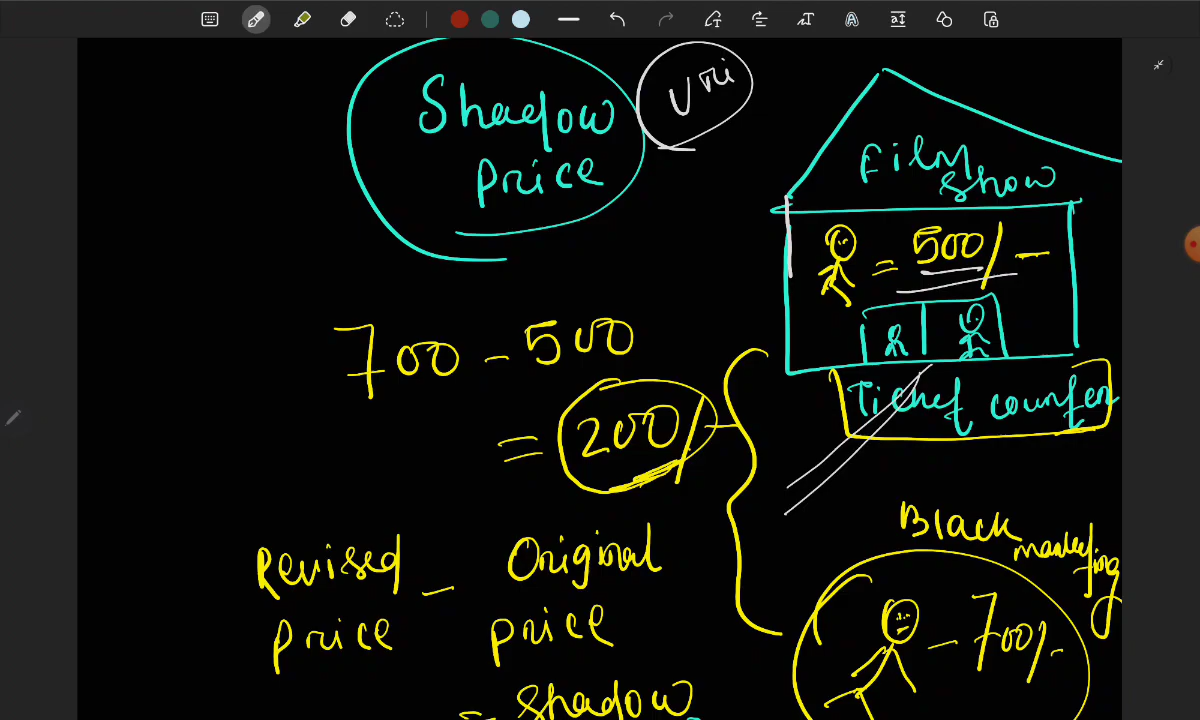 Shadow
Price
Film
Show
= 500/-
Ticket counter
700 - 500
= 200/-
Black
marketing
- 700/-
Revised - Original
price price
= Shadow